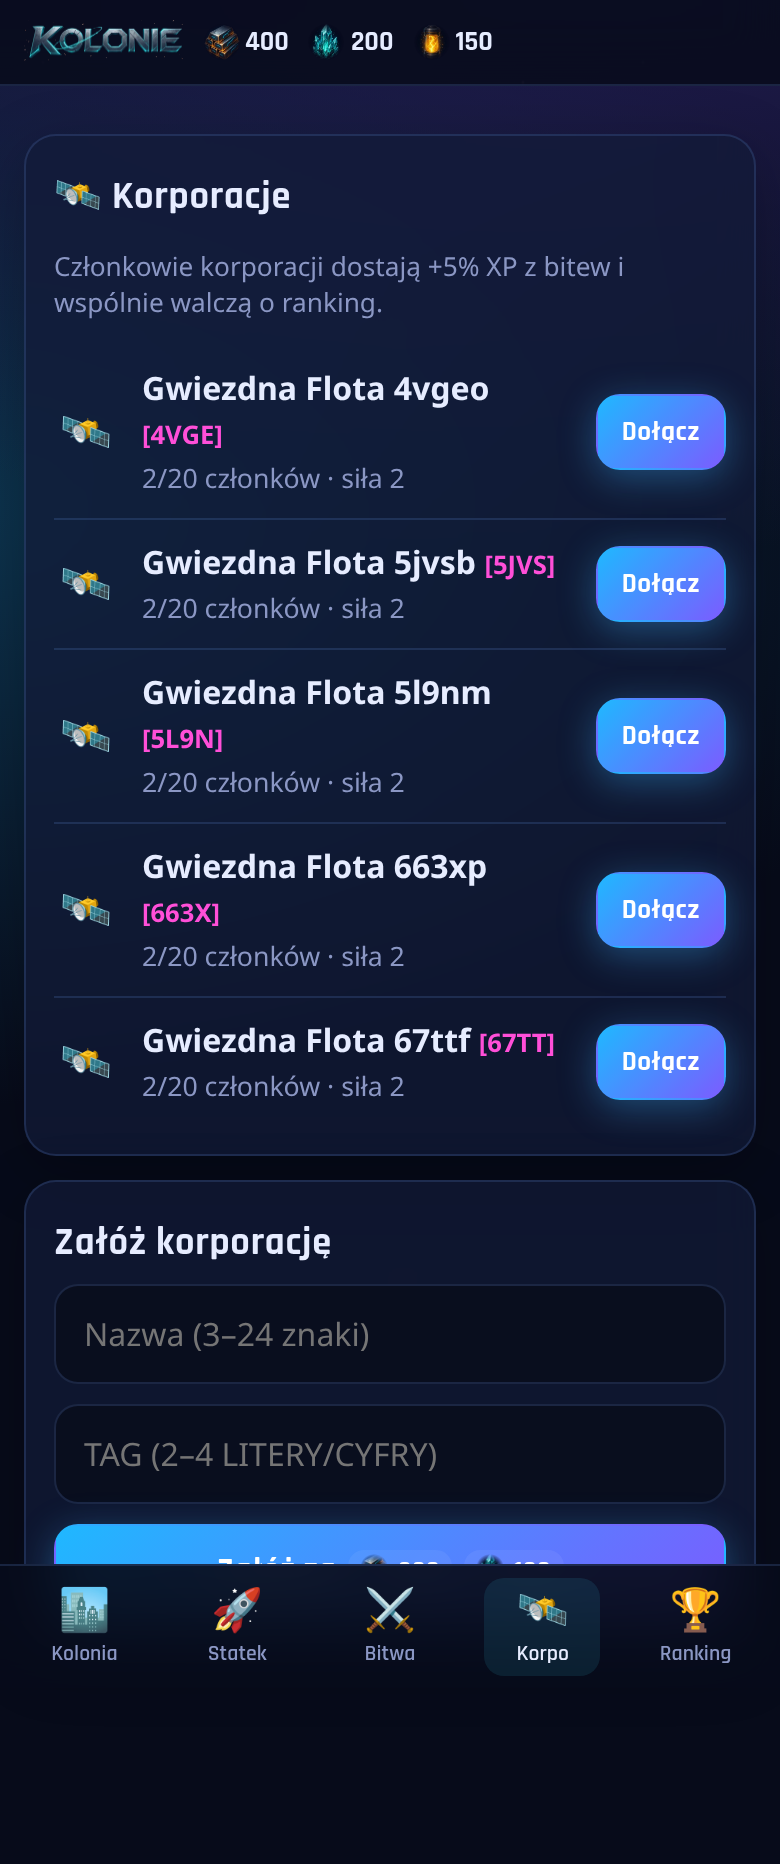 KOLONIE 400 200 150
Korporacje
Członkowie korporacji dostają +5% XP z bitew i
wspólnie walczą o ranking.
Gwiezdna Flota 4vgeo
[4VGE]
2/20 członków · siła 2
Dołącz
Gwiezdna Flota 5jvsb [5JVS]
2/20 członków · siła 2
Dołącz
Gwiezdna Flota 5l9nm
[5L9N]
2/20 członków · siła 2
Dołącz
Gwiezdna Flota 663xp
[663X]
2/20 członków · siła 2
Dołącz
Gwiezdna Flota 67ttf [67TT]
2/20 członków · siła 2
Dołącz
Załóż korporację
Nazwa (3–24 znaki)
TAG (2–4 LITERY/CYFRY)
Kolonia Statek Bitwa Korpo Ranking